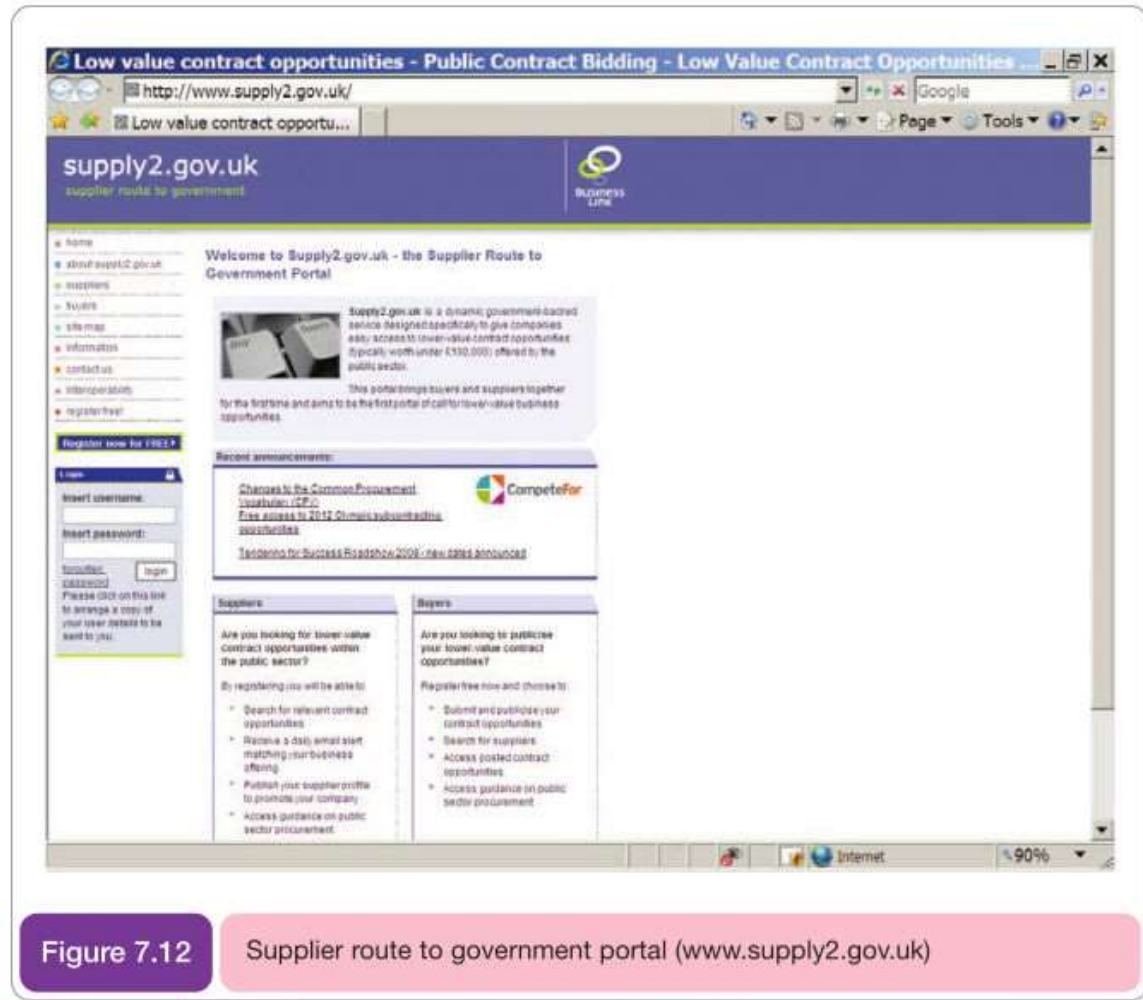 Low value contract opportunities - Public Contract Bidding - Low Value Contract Opportunities ...
http://www.supply2.gov.uk/
Google
Low value contract opportu...
Page
Tools
supply2.gov.uk
supplier route to government
BUSINESS
LINK
home
about supply2.gov.uk
suppliers
buyers
site map
information
contact us
interoperability
register free!
Register now for FREE!
Login
Insert username:
Insert password:
forgotten
password
login
Please click on this link
to arrange a copy of
your user details to be
sent to you.
Welcome to Supply2.gov.uk - the Supplier Route to
Government Portal
Supply2.gov.uk is a dynamic government-backed
service designed specifically to give companies
easy access to lower-value contract opportunities
(typically worth under £100,000) offered by the
public sector.
This portal brings buyers and suppliers together
for the first time and aims to be the first portal of call for lower-value business
opportunities.
Recent announcements:
Changes to the Common Procurement
Vocabulary (CPV)
Free access to 2012 Olympic subcontracting
opportunities
Tendering for Success Roadshow 2008 - new dates announced
CompeteFor
Suppliers
Are you looking for lower-value
contract opportunities within
the public sector?
By registering you will be able to:
Search for relevant contract
opportunities
Receive a daily email alert
matching your business
offering
Publish your supplier profile
to promote your company
Access guidance on public
sector procurement
Buyers
Are you looking to publicise
your lower-value contract
opportunities?
Register free now and choose to:
Submit and publicise your
contract opportunities
Search for suppliers
Access posted contract
opportunities
Access guidance on public
sector procurement
Internet
90%
Figure 7.12
Supplier route to government portal (www.supply2.gov.uk)